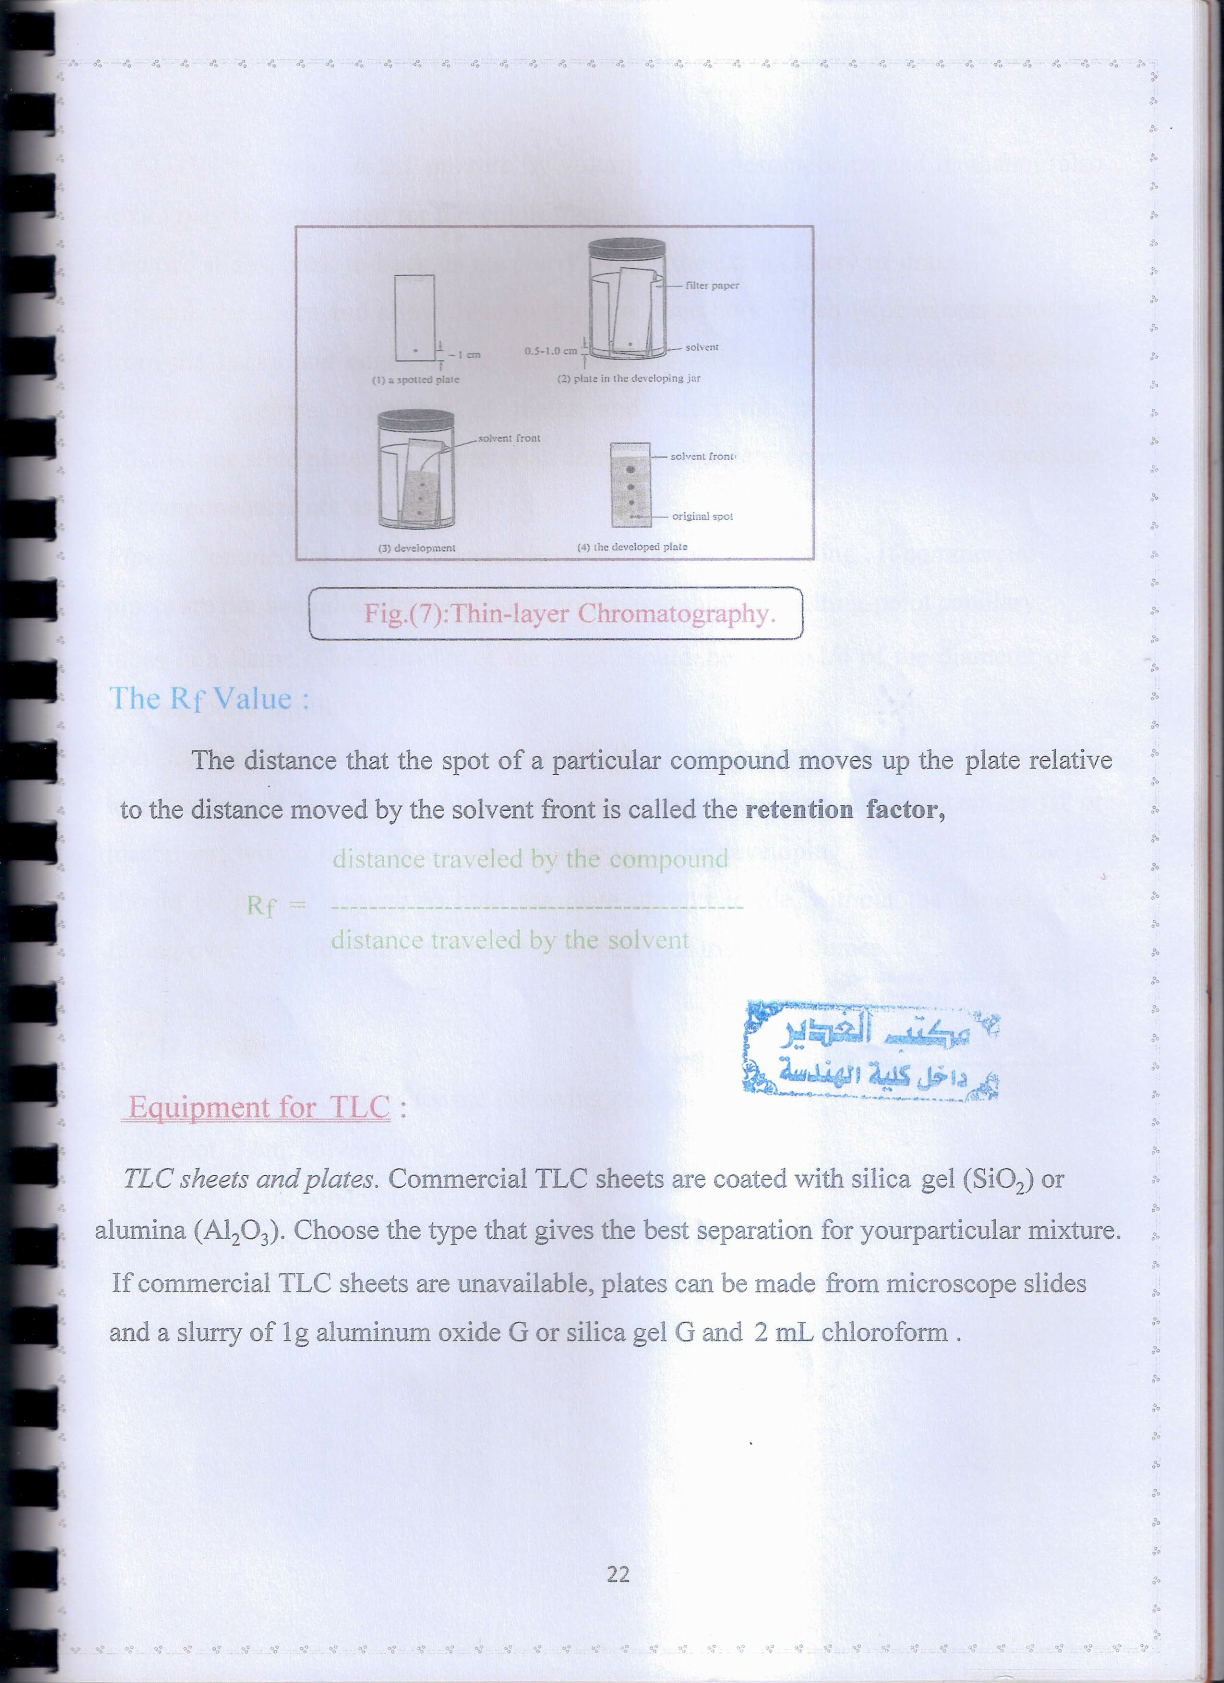 filter paper
~ 1 cm
0.5-1.0 cm
solvent
(1) a spotted plate
(2) plate in the developing jar
solvent front
solvent front
original spot
(3) development
(4) the developed plate
Fig.(7):Thin-layer Chromatography.
The Rf Value :
The distance that the spot of a particular compound moves up the plate relative
to the distance moved by the solvent front is called the retention factor,
distance traveled by the compound
Rf = --------------------------------------------
distance traveled by the solvent
مكتب الغدير
داخل كلية الهندسة
Equipment for TLC :
TLC sheets and plates. Commercial TLC sheets are coated with silica gel (SiO₂) or
alumina (Al₂O₃). Choose the type that gives the best separation for yourparticular mixture.
If commercial TLC sheets are unavailable, plates can be made from microscope slides
and a slurry of 1g aluminum oxide G or silica gel G and 2 mL chloroform .
22